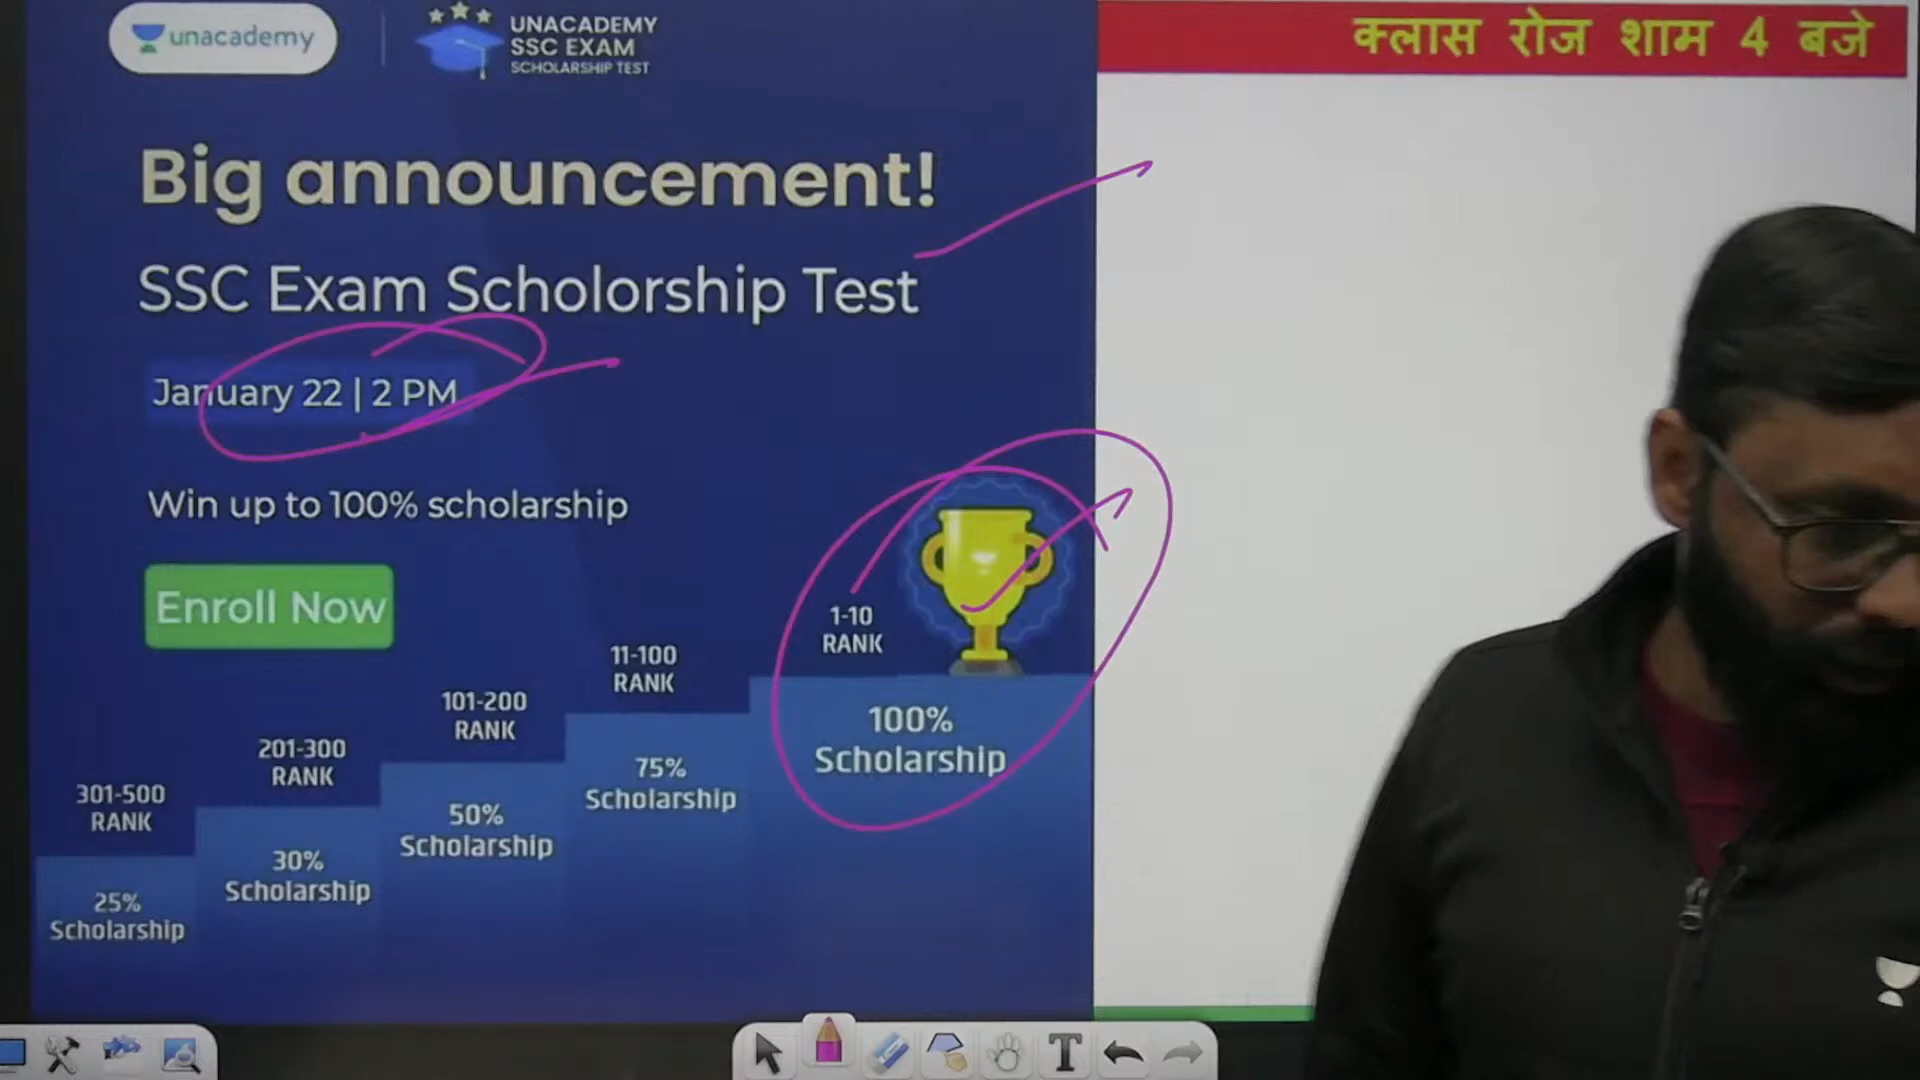 unacademy
UNACADEMY
SSC EXAM
SCHOLARSHIP TEST
क्लास रोज शाम 4 बजे
Big announcement!
SSC Exam Scholorship Test
January 22 | 2 PM
Win up to 100% scholarship
Enroll Now
1-10
RANK
100%
Scholarship
11-100
RANK
75%
Scholarship
101-200
RANK
50%
Scholarship
201-300
RANK
30%
Scholarship
301-500
RANK
25%
Scholarship
T